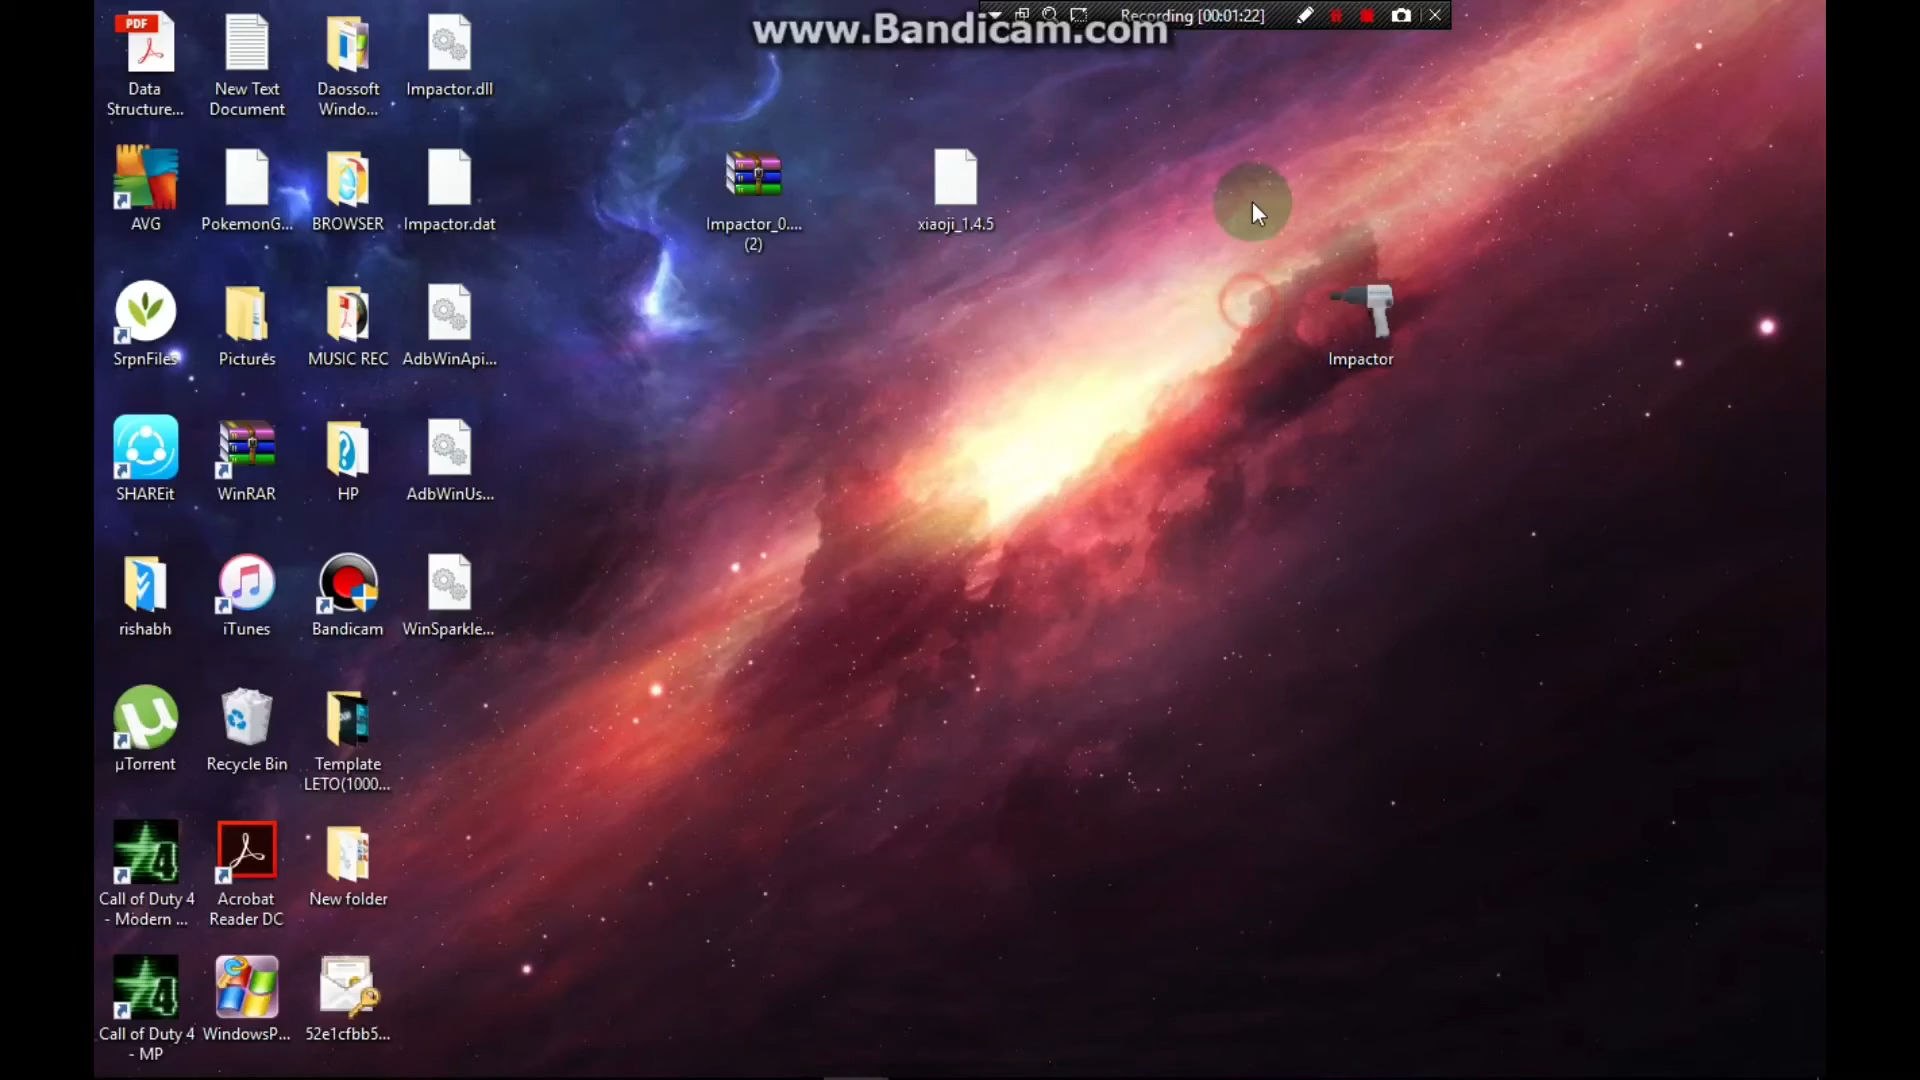 www.Bandicam.com
Recording [00:01:22]
PDF
Data
Structure...
New Text
Document
Daossoft
Windo...
Impactor.dll
AVG
PokemonG...
BROWSER
Impactor.dat
Impactor_0....
(2)
xiaoji_1.4.5
SrpnFiles
Pictures
MUSIC REC
AdbWinApi...
Impactor
SHAREit
WinRAR
HP
AdbWinUs...
rishabh
iTunes
Bandicam
WinSparkle...
µTorrent
Recycle Bin
Template
LETO(1000...
Call of Duty 4
- Modern ...
Acrobat
Reader DC
New folder
Call of Duty 4
- MP
WindowsP...
52e1cfbb5...